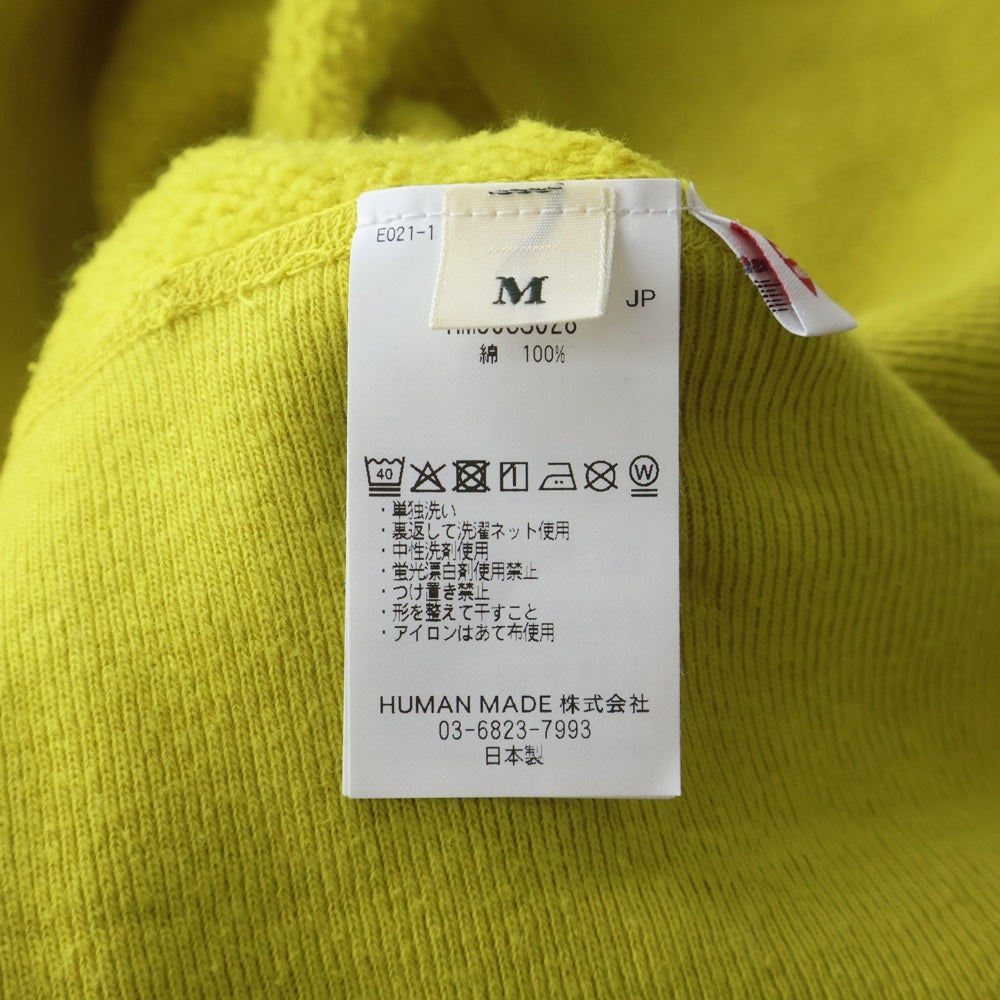 E021-1
M
JP
綿 100%
40
W
・単独洗い
・裏返して洗濯ネット使用
・中性洗剤使用
・蛍光漂白剤使用禁止
・つけ置き禁止
・形を整えて干すこと
・アイロンはあて布使用
HUMAN MADE 株式会社
03-6823-7993
日本製